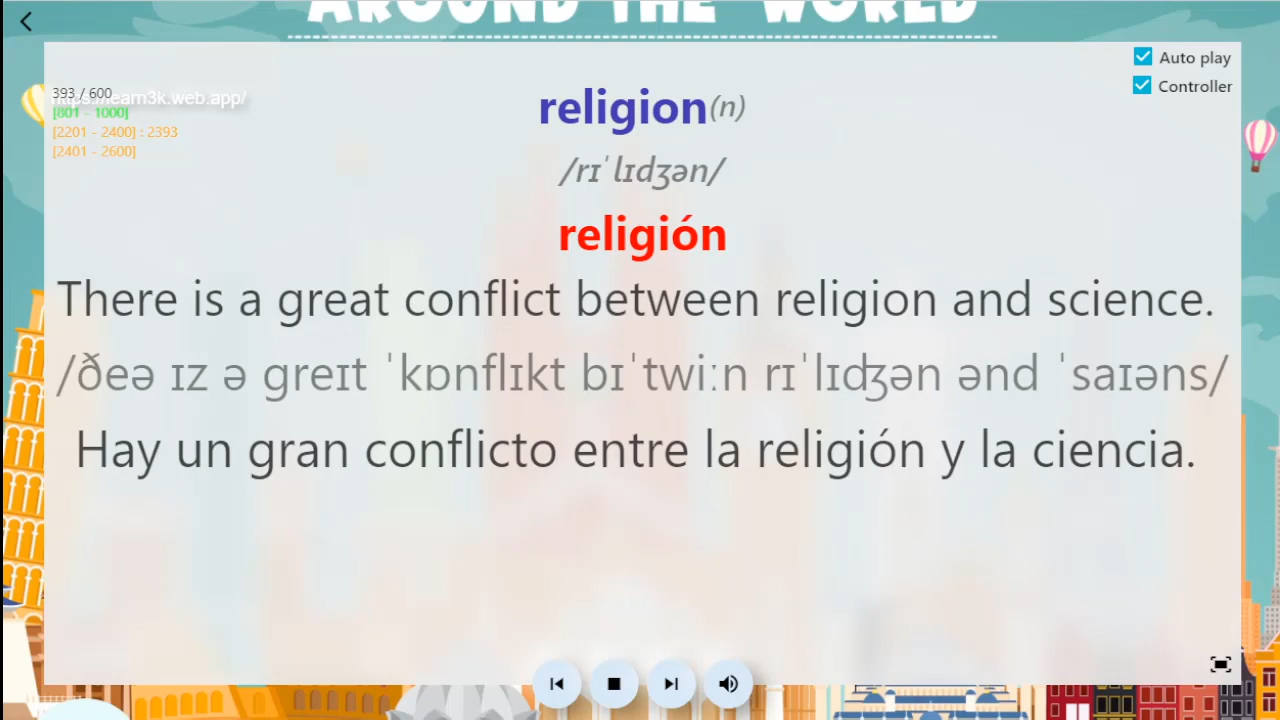 AROUND THE WORLD
Auto play
Controller
393 / 600
https://learn3k.web.app/
[801 - 1000]
[2201 - 2400] : 2393
[2401 - 2600]
religion(n)
/rɪˈlɪdʒən/
religión
There is a great conflict between religion and science.
/ðeə ɪz ə greɪt ˈkɒnflɪkt bɪˈtwiːn rɪˈlɪʤən ənd ˈsaɪəns/
Hay un gran conflicto entre la religión y la ciencia.